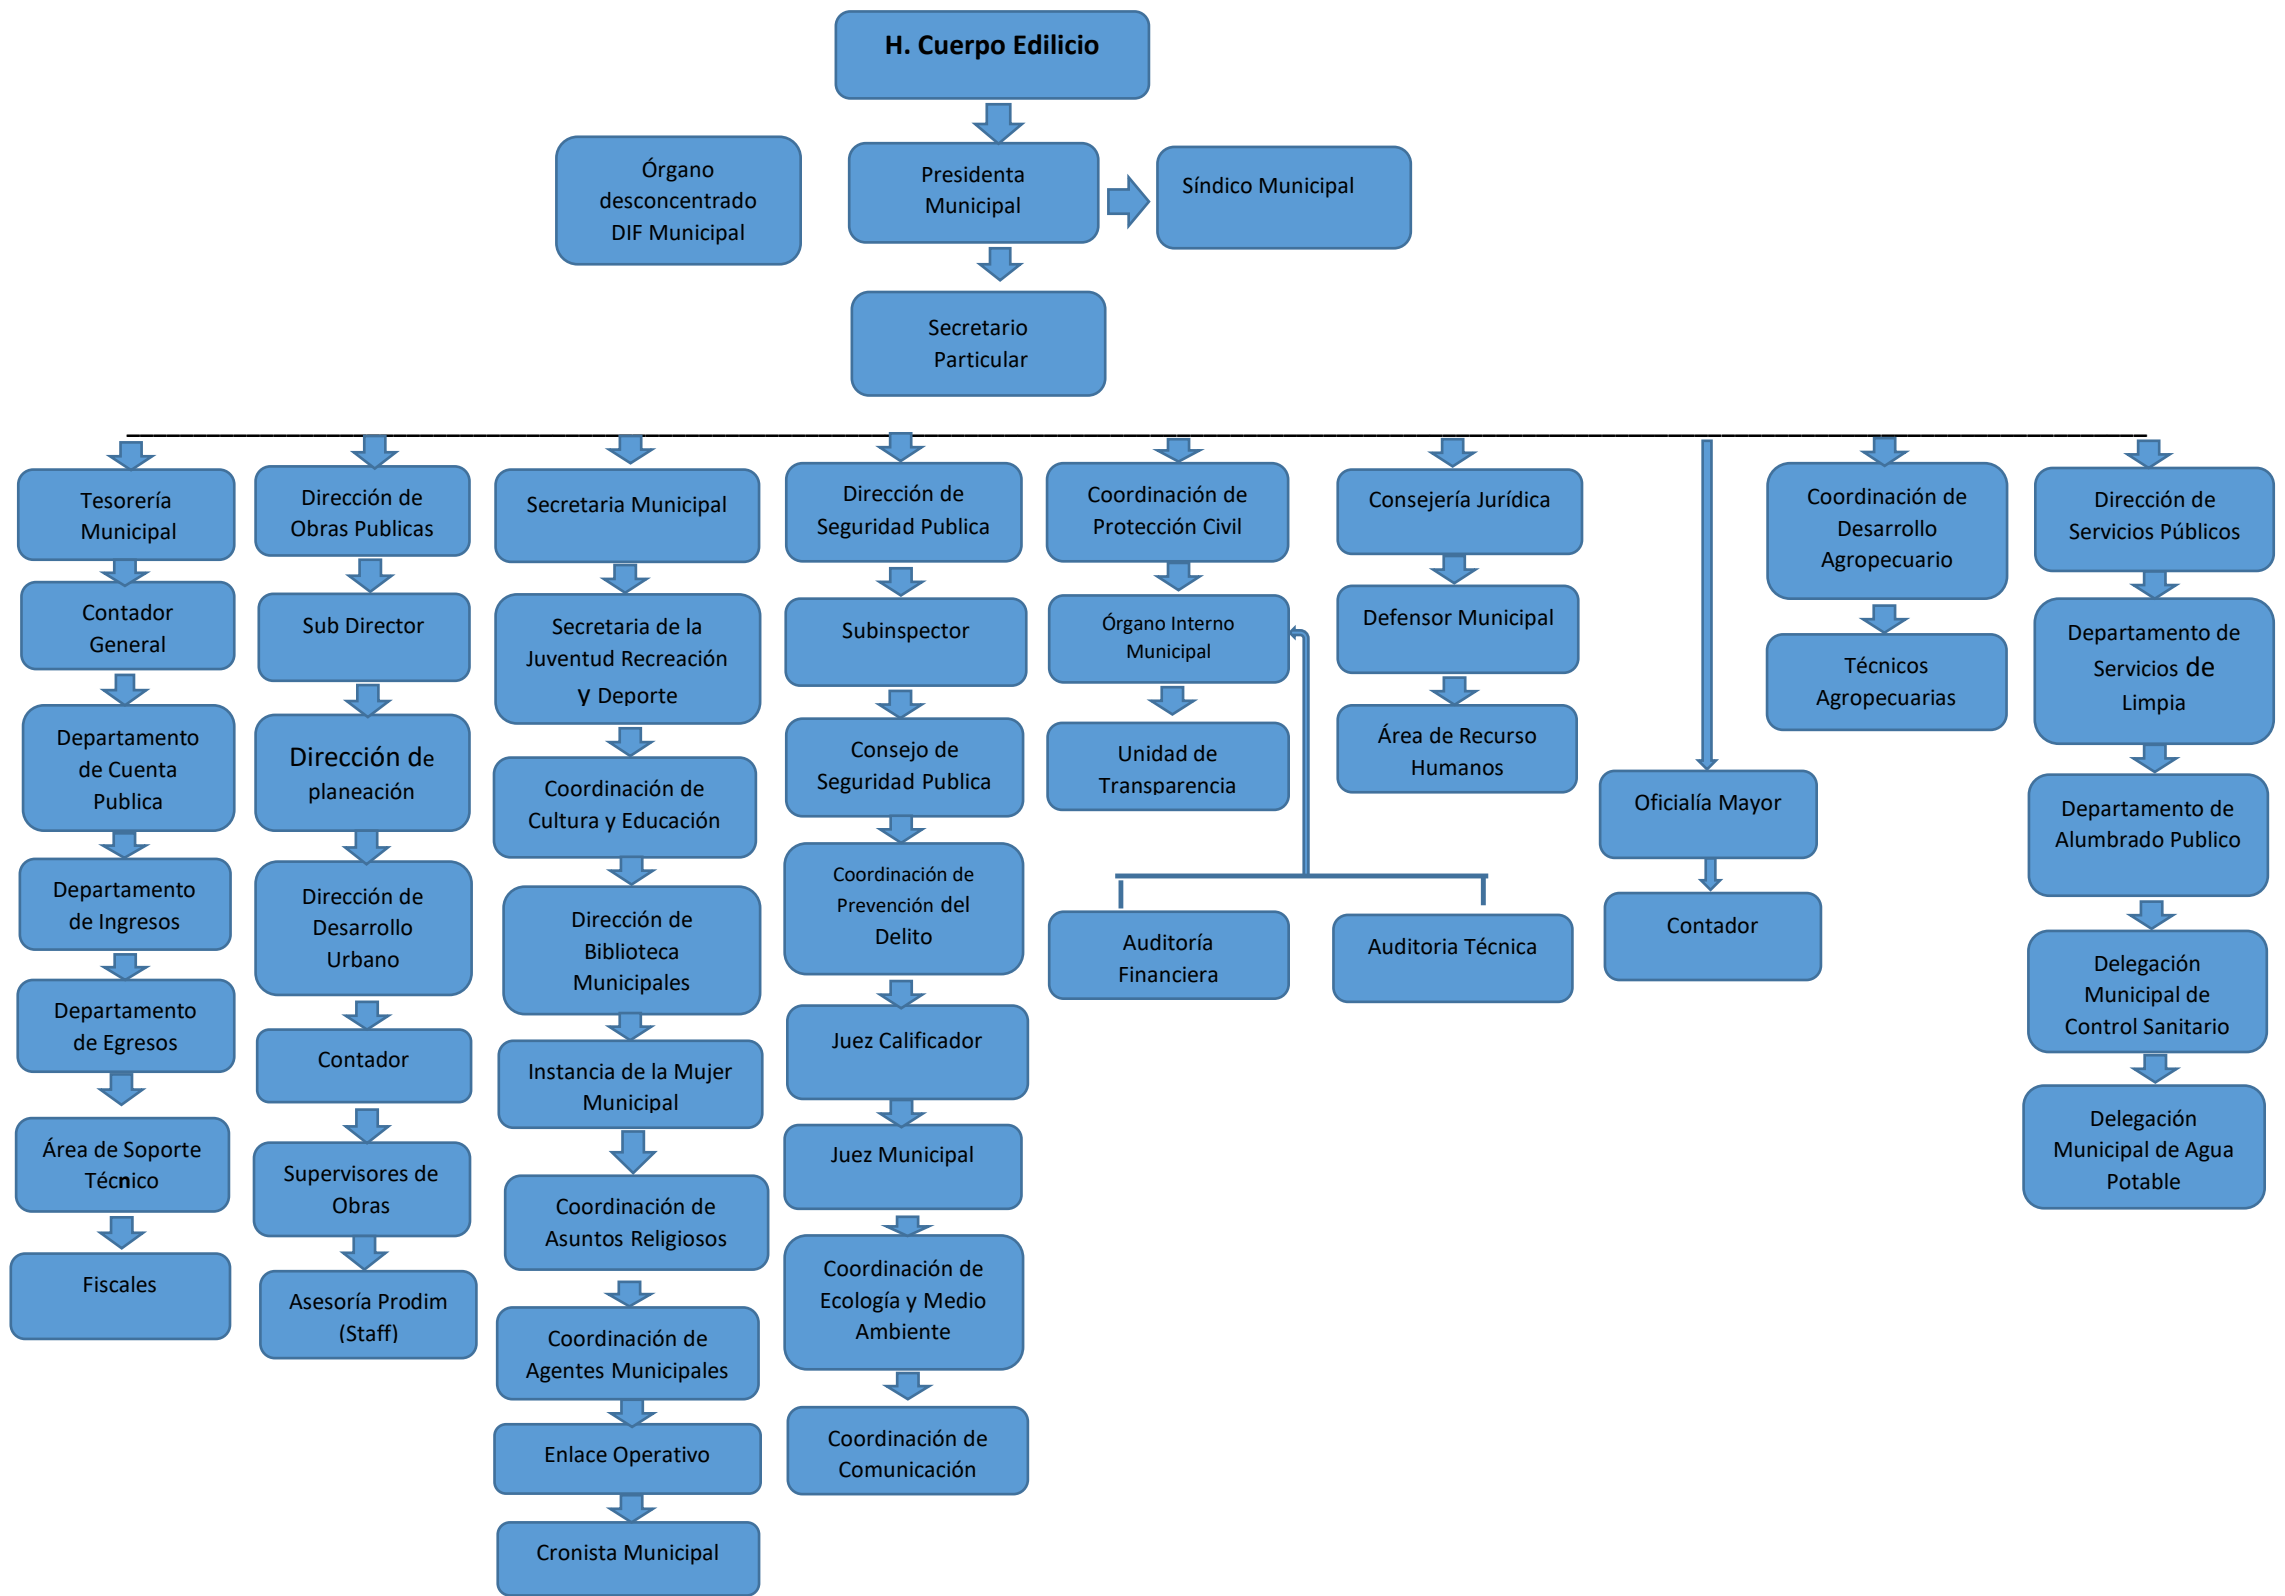 H. Cuerpo Edilicio
Órgano
desconcentrado
DIF Municipal
Presidenta
Municipal
Síndico Municipal
Secretario
Particular
Tesorería
Municipal
Contador
General
Departamento
de Cuenta
Publica
Departamento
de Ingresos
Departamento
de Egresos
Área de Soporte
Técnico
Fiscales
Dirección de
Obras Publicas
Sub Director
Dirección de
planeación
Dirección de
Desarrollo
Urbano
Contador
Supervisores de
Obras
Asesoría Prodim
(Staff)
Secretaria Municipal
Secretaria de la
Juventud Recreación
y Deporte
Coordinación de
Cultura y Educación
Dirección de
Biblioteca
Municipales
Instancia de la Mujer
Municipal
Coordinación de
Asuntos Religiosos
Coordinación de
Agentes Municipales
Enlace Operativo
Cronista Municipal
Dirección de
Seguridad Publica
Subinspector
Consejo de
Seguridad Publica
Coordinación de
Prevención del
Delito
Juez Calificador
Juez Municipal
Coordinación de
Ecología y Medio
Ambiente
Coordinación de
Comunicación
Coordinación de
Protección Civil
Órgano Interno
Municipal
Unidad de
Transparencia
Auditoría
Financiera
Auditoria Técnica
Consejería Jurídica
Defensor Municipal
Área de Recurso
Humanos
Oficialía Mayor
Contador
Coordinación de
Desarrollo
Agropecuario
Técnicos
Agropecuarias
Dirección de
Servicios Públicos
Departamento de
Servicios de
Limpia
Departamento de
Alumbrado Publico
Delegación
Municipal de
Control Sanitario
Delegación
Municipal de Agua
Potable